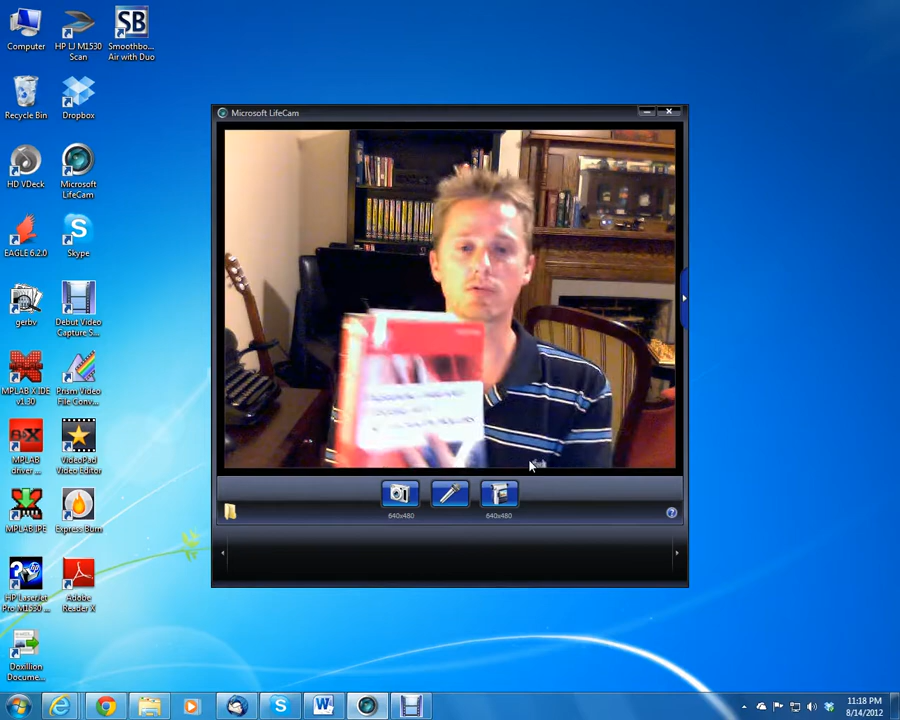 Computer
HP LJ M1530
Scan
SB
Smoothbo...
Air with Duo
Recycle Bin
Dropbox
HD VDeck
Microsoft
LifeCam
EAGLE 6.2.0
Skype
gerbv
Debut Video
Capture S...
MPLAB X IDE
v1.30
Prism Video
File Conv...
MPLAB
driver ...
VideoPad
Video Editor
MPLAB IPE
Express Burn
HP LaserJet
Pro M1530 ...
Adobe
Reader X
Doxillion
Docume...
Microsoft LifeCam
640x480
640x480
11:18 PM
8/14/2012